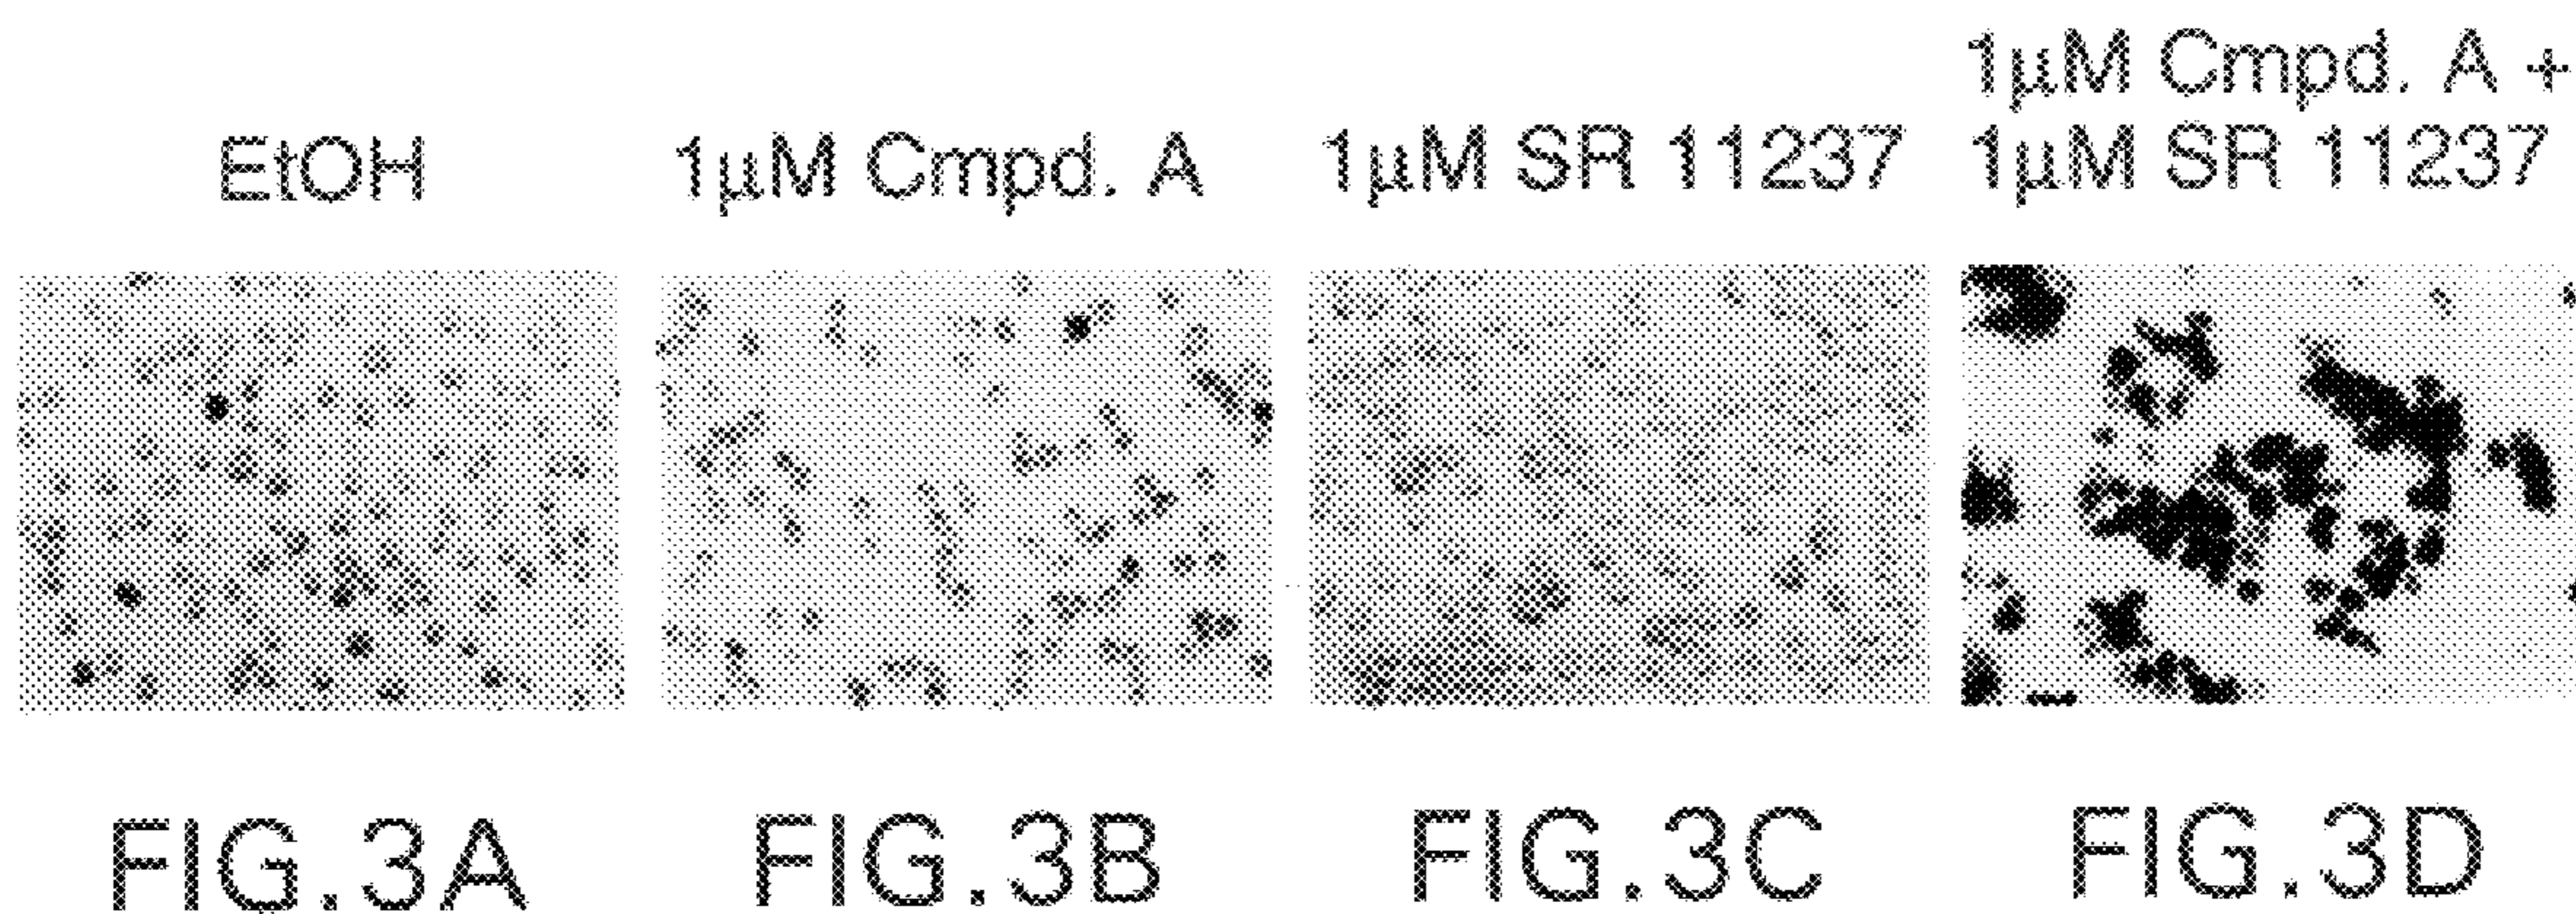 EtOH
1µM Cmpd. A
1µM SR 11237
1µM Cmpd. A +
1µM SR 11237
FIG.3A
FIG.3B
FIG.3C
FIG.3D